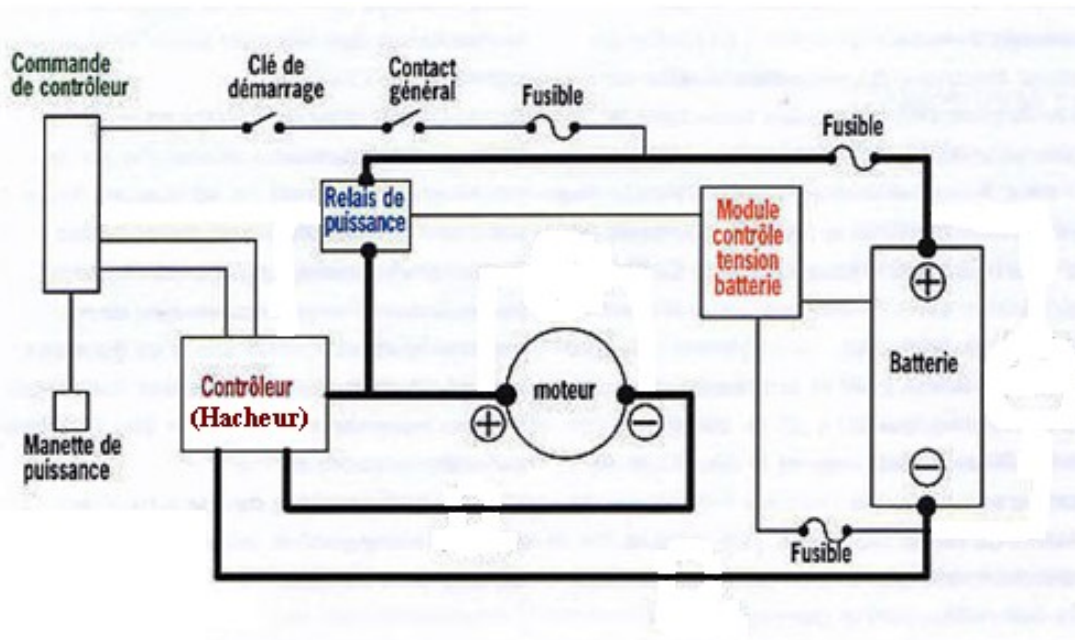 Commande
de contrôleur
Clé de
démarrage
Contact
général
Fusible
Fusible
Relais de
puissance
Module
contrôle
tension
batterie
+
Batterie
Contrôleur
(Hacheur)
moteur
+
−
Manette de
puissance
−
Fusible